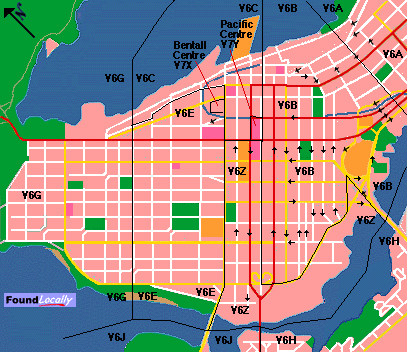 N
Y6C
Y6B
Y6A
Pacific
Centre
Y7Y
Bentall
Centre
Y7X
Y6A
Y6G
Y6C
Y6B
Y6E
Y6Z
Y6B
Y6G
Y6B
Y6Z
Y6H
FoundLocally
Y6G
Y6E
Y6E
Y6Z
Y6J
Y6J
Y6H